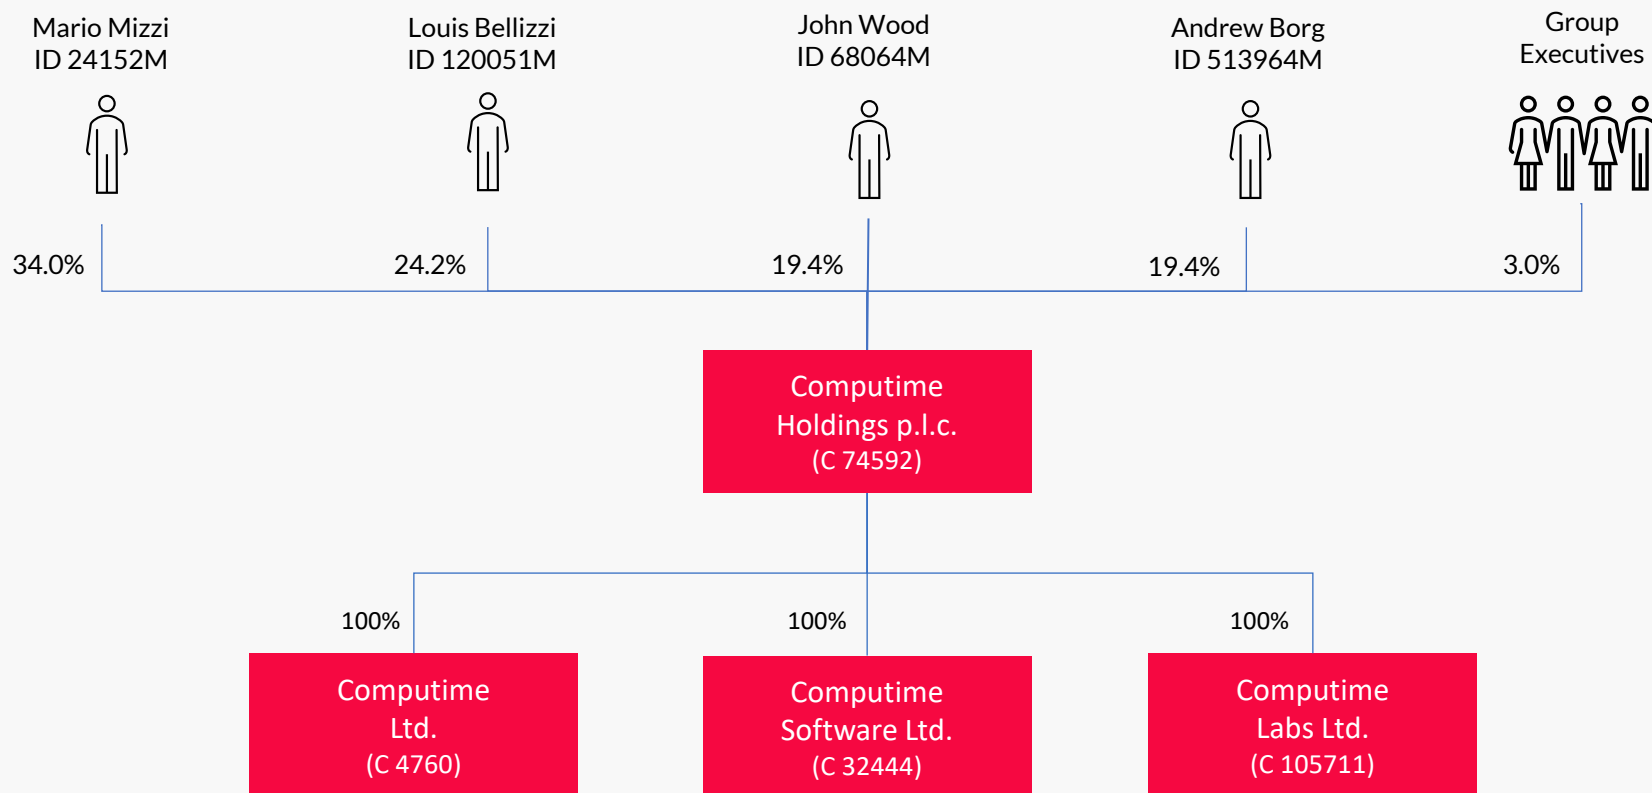 Mario Mizzi
ID 24152M
Louis Bellizzi
ID 120051M
John Wood
ID 68064M
Andrew Borg
ID 513964M
Group
Executives
34.0%
24.2%
19.4%
19.4%
3.0%
Computime
Holdings p.l.c.
(C 74592)
100%
100%
100%
Computime
Ltd.
(C 4760)
Computime
Software Ltd.
(C 32444)
Computime
Labs Ltd.
(C 105711)